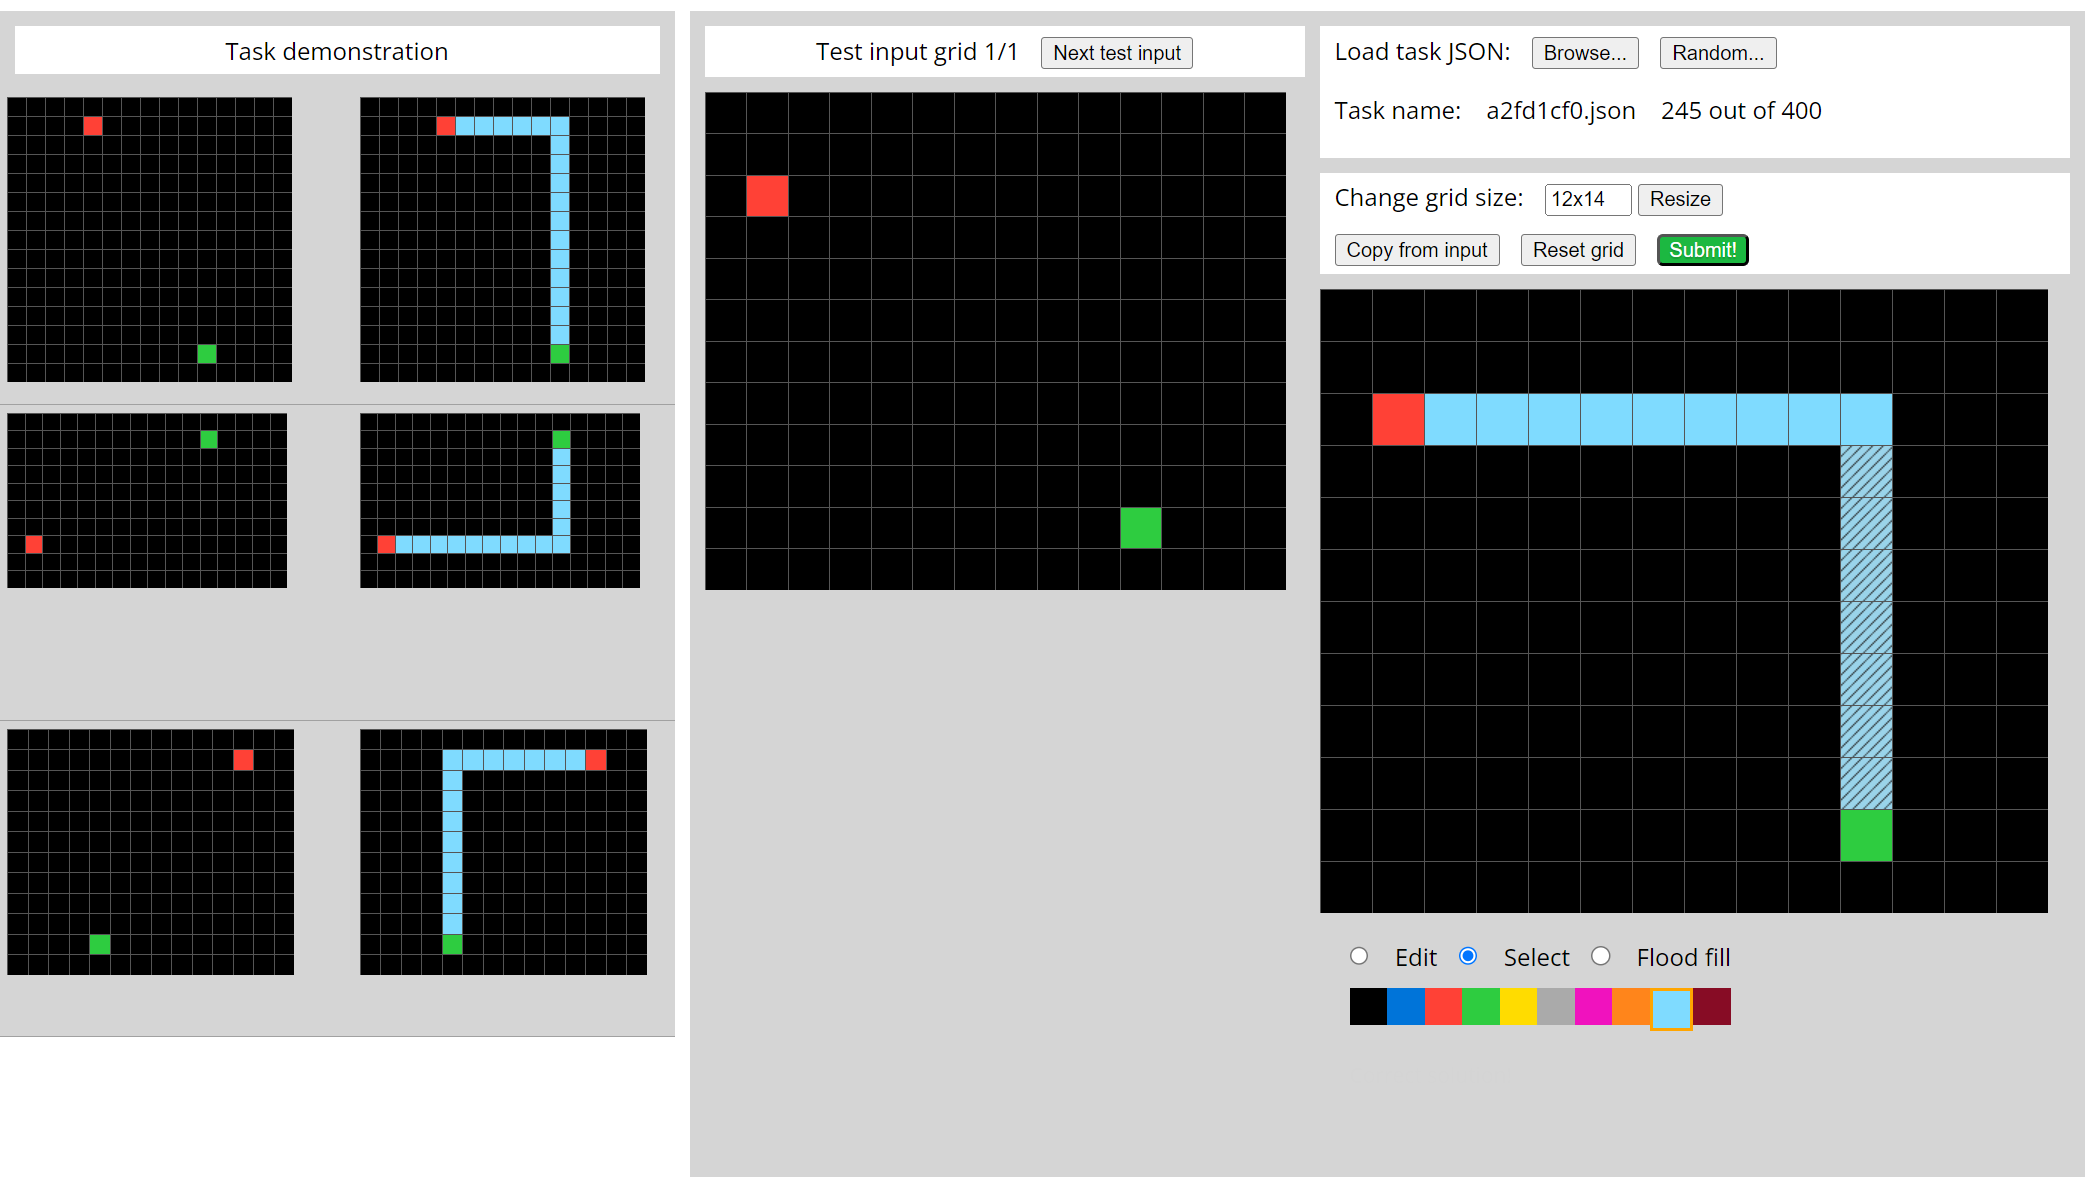 Task demonstration
Test input grid 1/1 Next test input
Load task JSON: Browse... Random...
Task name: a2fd1cf0.json 245 out of 400
Change grid size: 12x14 Resize
Copy from input Reset grid Submit!
Edit Select Flood fill